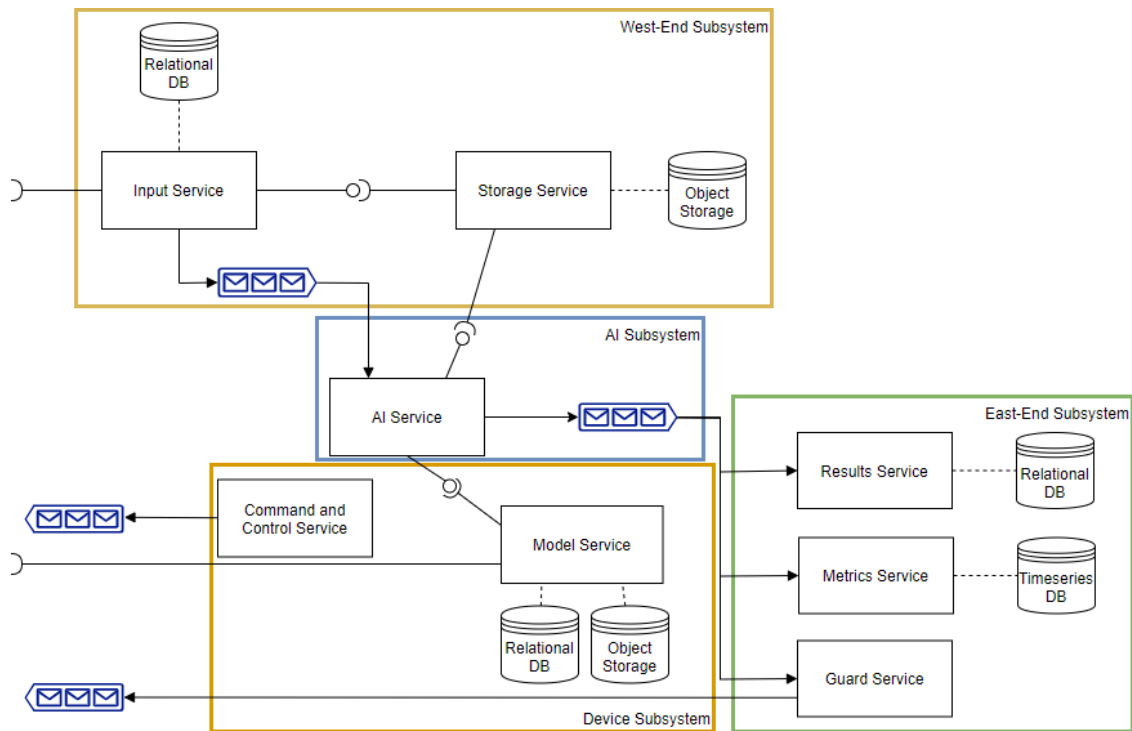 West-End Subsystem
Relational
DB
Input Service
Storage Service
Object
Storage
AI Subsystem
AI Service
East-End Subsystem
Results Service
Relational
DB
Command and
Control Service
Model Service
Metrics Service
Timeseries
DB
Relational
DB
Object
Storage
Guard Service
Device Subsystem